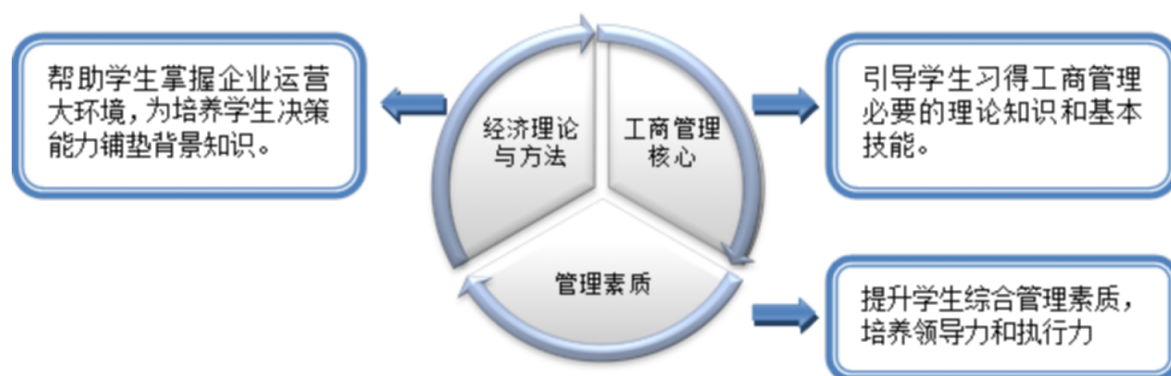 帮助学生掌握企业运营
大环境，为培养学生决策
能力铺垫背景知识。
经济理论
与方法
工商管理
核心
引导学生习得工商管理
必要的理论知识和基本
技能。
管理素质
提升学生综合管理素质，
培养领导力和执行力